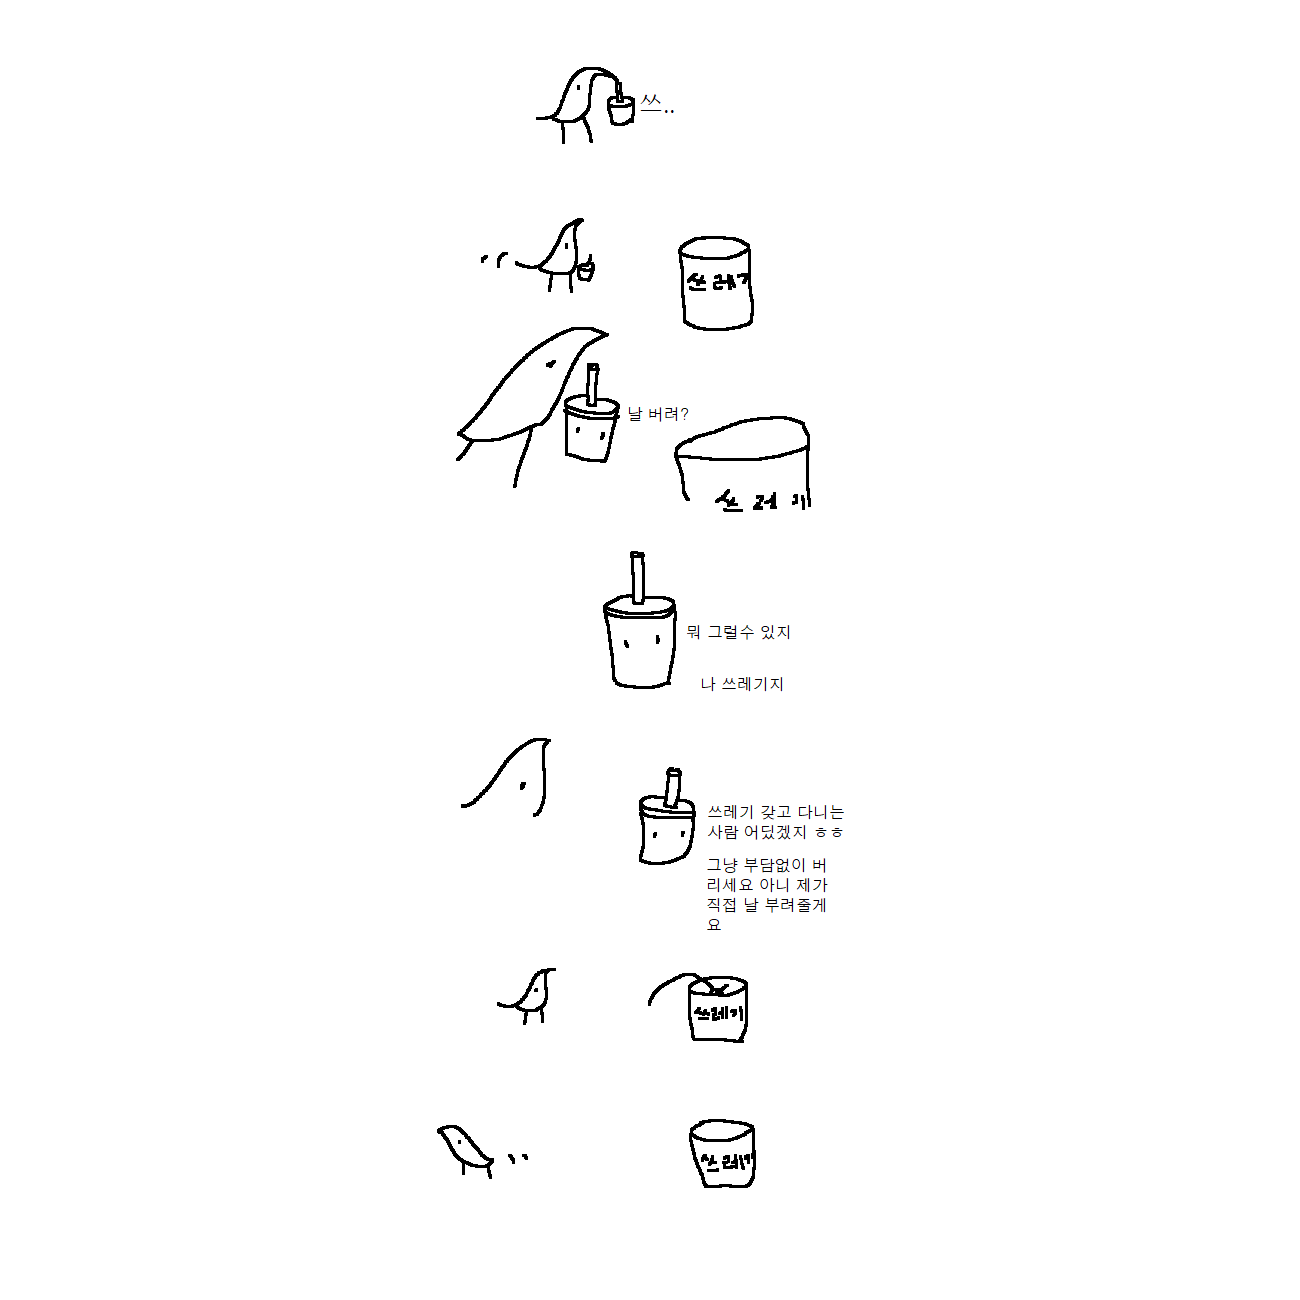 쓰..
쓰레기
날 버려?
쓰레기
뭐 그럴수 있지
나 쓰레기지
쓰레기 갖고 다니는
사람 어딨겠지 ㅎㅎ
그냥 부담없이 버
리세요 아니 제가
직접 날 부려줄게
요
쓰레기
쓰레기